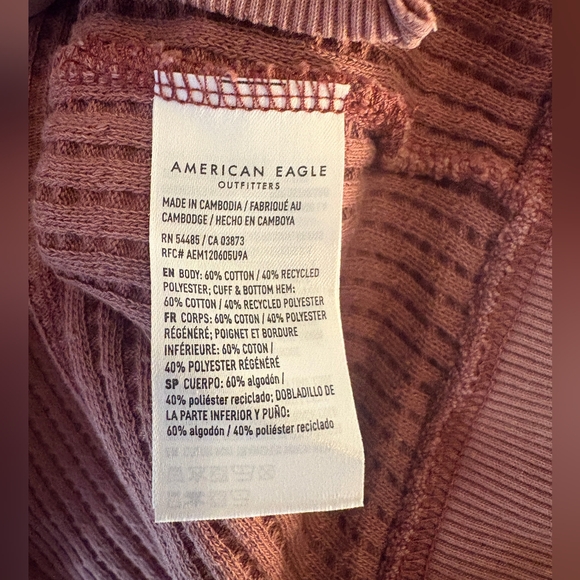 AMERICAN EAGLE
OUTFITTERS
MADE IN CAMBODIA / FABRIQUÉ AU
CAMBODGE / HECHO EN CAMBOYA
RN 54485 / CA 03873
RFC# AEM120605U9A
EN BODY: 60% COTTON / 40% RECYCLED
POLYESTER; CUFF & BOTTOM HEM:
60% COTTON / 40% RECYCLED POLYESTER
FR CORPS: 60% COTON / 40% POLYESTER
RÉGÉNÉRÉ; POIGNET ET BORDURE
INFÉRIEURE: 60% COTON /
40% POLYESTER RÉGÉNÉRÉ
SP CUERPO: 60% algodón /
40% poliéster reciclado; DOBLADILLO DE
LA PARTE INFERIOR Y PUÑO:
60% algodón / 40% poliéster reciclado